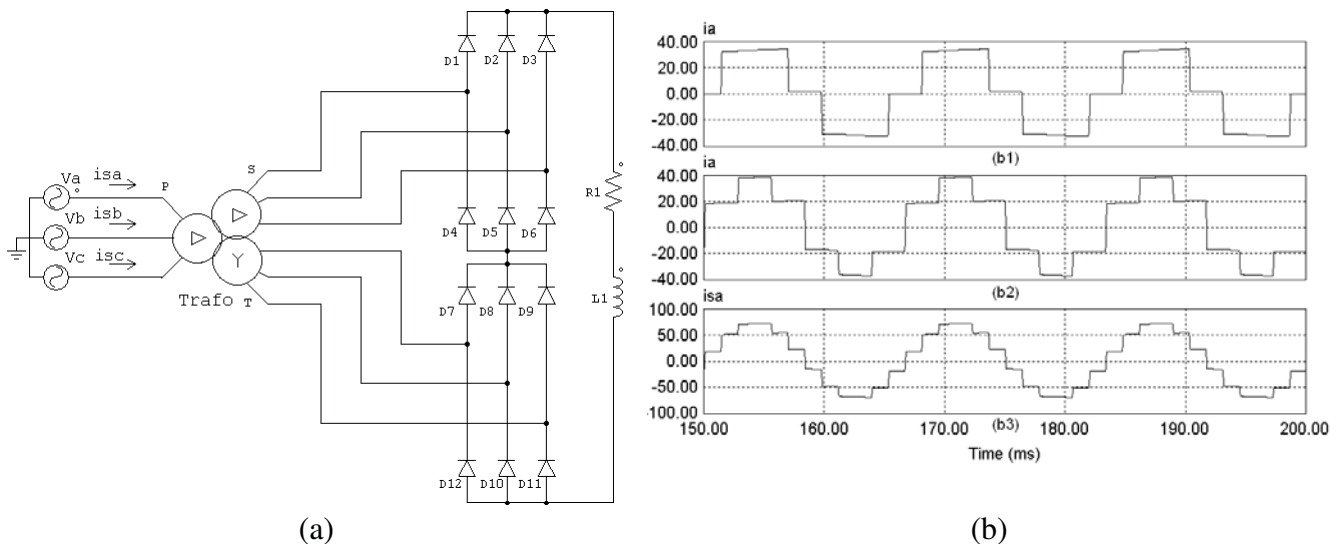 D1 D2 D3
S
R1
Va isa P
Vb isb
Vc isc
Y
Trafo T
D4 D5 D6
L1
D7 D8 D9
D12 D10 D11
(a)
ia
40.00
20.00
0.00
-20.00
-40.00
(b1)
ia
40.00
20.00
0.00
-20.00
-40.00
(b2)
isa
100.00
50.00
0.00
-50.00
-100.00
(b3)
150.00 160.00 170.00 180.00 190.00 200.00
Time (ms)
(b)